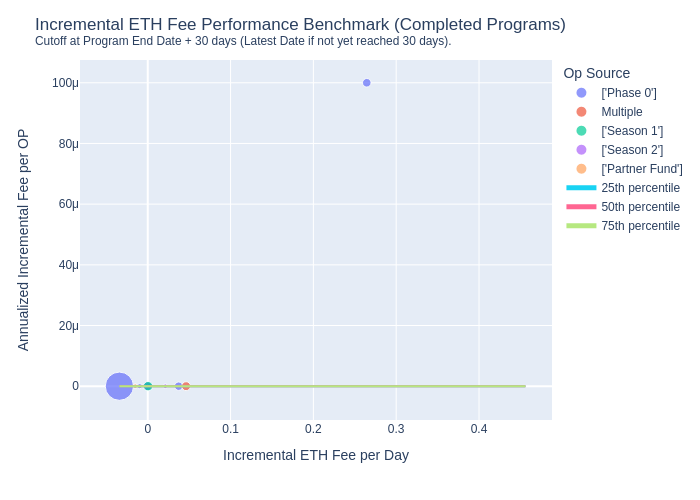 Incremental ETH Fee Performance Benchmark (Completed Programs)
Cutoff at Program End Date + 30 days (Latest Date if not yet reached 30 days).
Op Source
['Phase 0']
Multiple
['Season 1']
['Season 2']
['Partner Fund']
25th percentile
50th percentile
75th percentile
Annualized Incremental Fee per OP
100μ
80μ
60μ
40μ
20μ
0
0
0.1
0.2
0.3
0.4
Incremental ETH Fee per Day